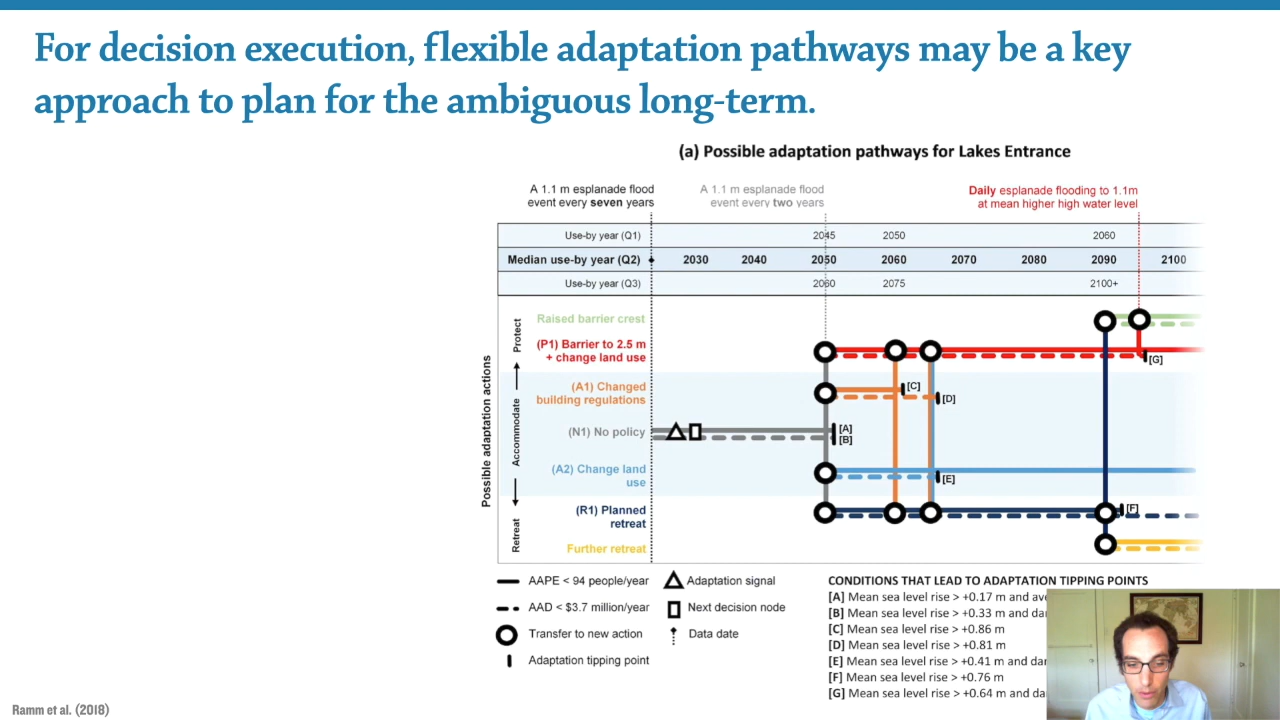 For decision execution, flexible adaptation pathways may be a key
approach to plan for the ambiguous long-term.
(a) Possible adaptation pathways for Lakes Entrance
A 1.1 m esplanade flood
event every seven years
A 1.1 m esplanade flood
event every two years
Daily esplanade flooding to 1.1m
at mean higher high water level
Use-by year (Q1) 2045 2050 2060
Median use-by year (Q2) 2030 2040 2050 2060 2070 2080 2090 2100
Use-by year (Q3) 2060 2075 2100+
Possible adaptation actions
Protect
Accommodate
Retreat
Raised barrier crest
(P1) Barrier to 2.5 m
+ change land use
[G]
(A1) Changed
building regulations
[C]
[D]
(N1) No policy
[A]
[B]
(A2) Change land
use
[E]
(R1) Planned
retreat
[F]
Further retreat
AAPE < 94 people/year
AAD < $3.7 million/year
Transfer to new action
Adaptation tipping point
Adaptation signal
Next decision node
Data date
CONDITIONS THAT LEAD TO ADAPTATION TIPPING POINTS
[A] Mean sea level rise > +0.17 m and
[B] Mean sea level rise > +0.33 m and
[C] Mean sea level rise > +0.86 m
[D] Mean sea level rise > +0.81 m
[E] Mean sea level rise > +0.41 m and
[F] Mean sea level rise > +0.76 m
[G] Mean sea level rise > +0.64 m and
Ramm et al. (2018)